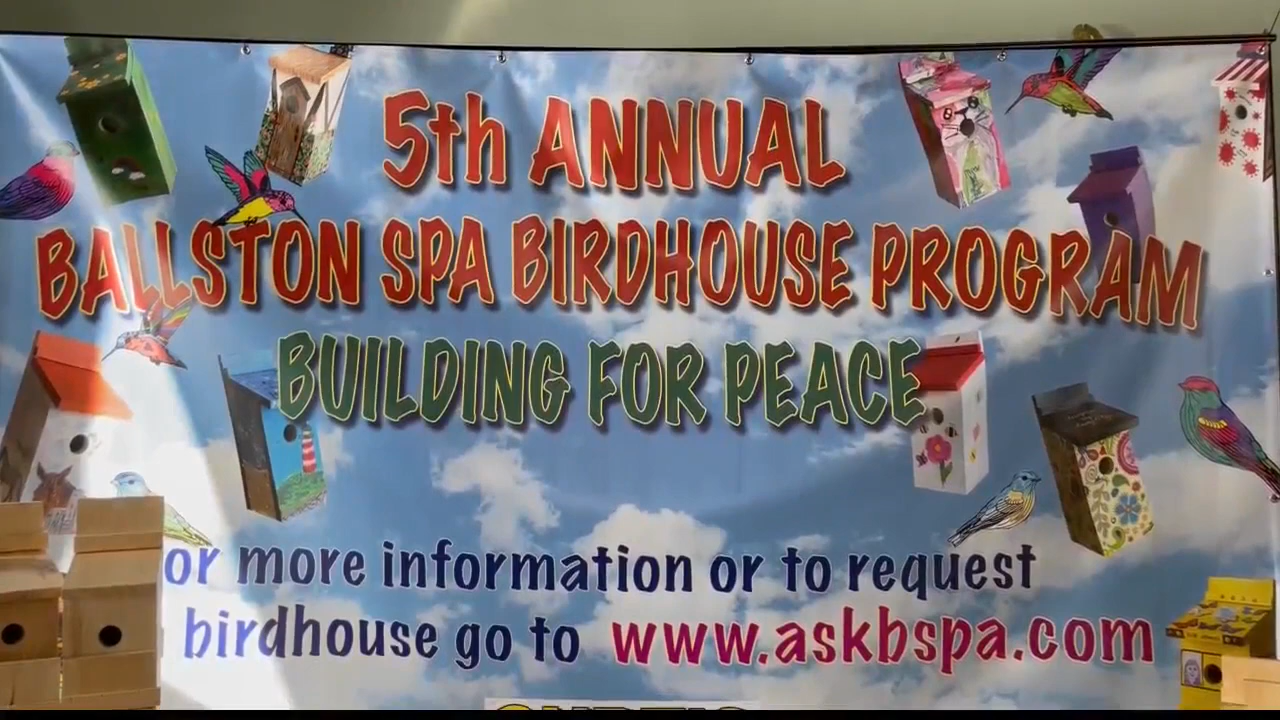 5th ANNUAL
BALLSTON SPA BIRDHOUSE PROGRAM
BUILDING FOR PEACE
or more information or to request
birdhouse go to www.askbspa.com